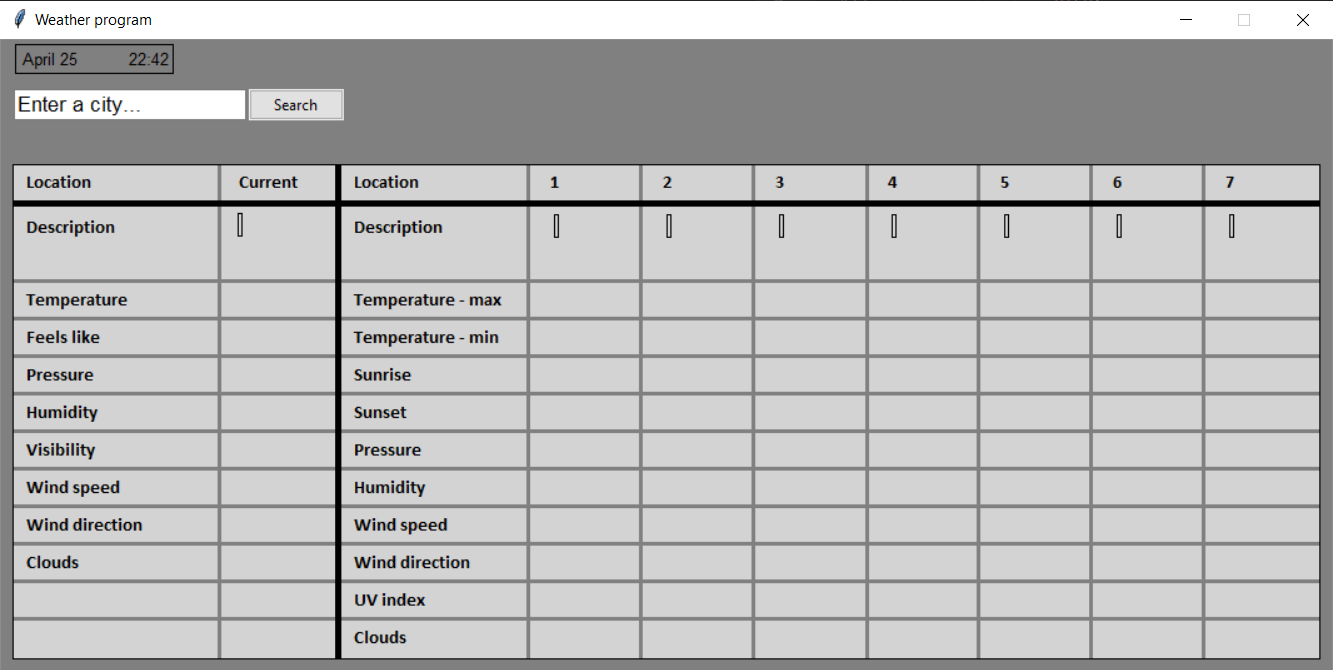 Weather program
April 25 22:42
Enter a city... Search
Location Current Location 1 2 3 4 5 6 7
Description Description
Temperature Temperature - max
Feels like Temperature - min
Pressure Sunrise
Humidity Sunset
Visibility Pressure
Wind speed Humidity
Wind direction Wind speed
Clouds Wind direction
UV index
Clouds